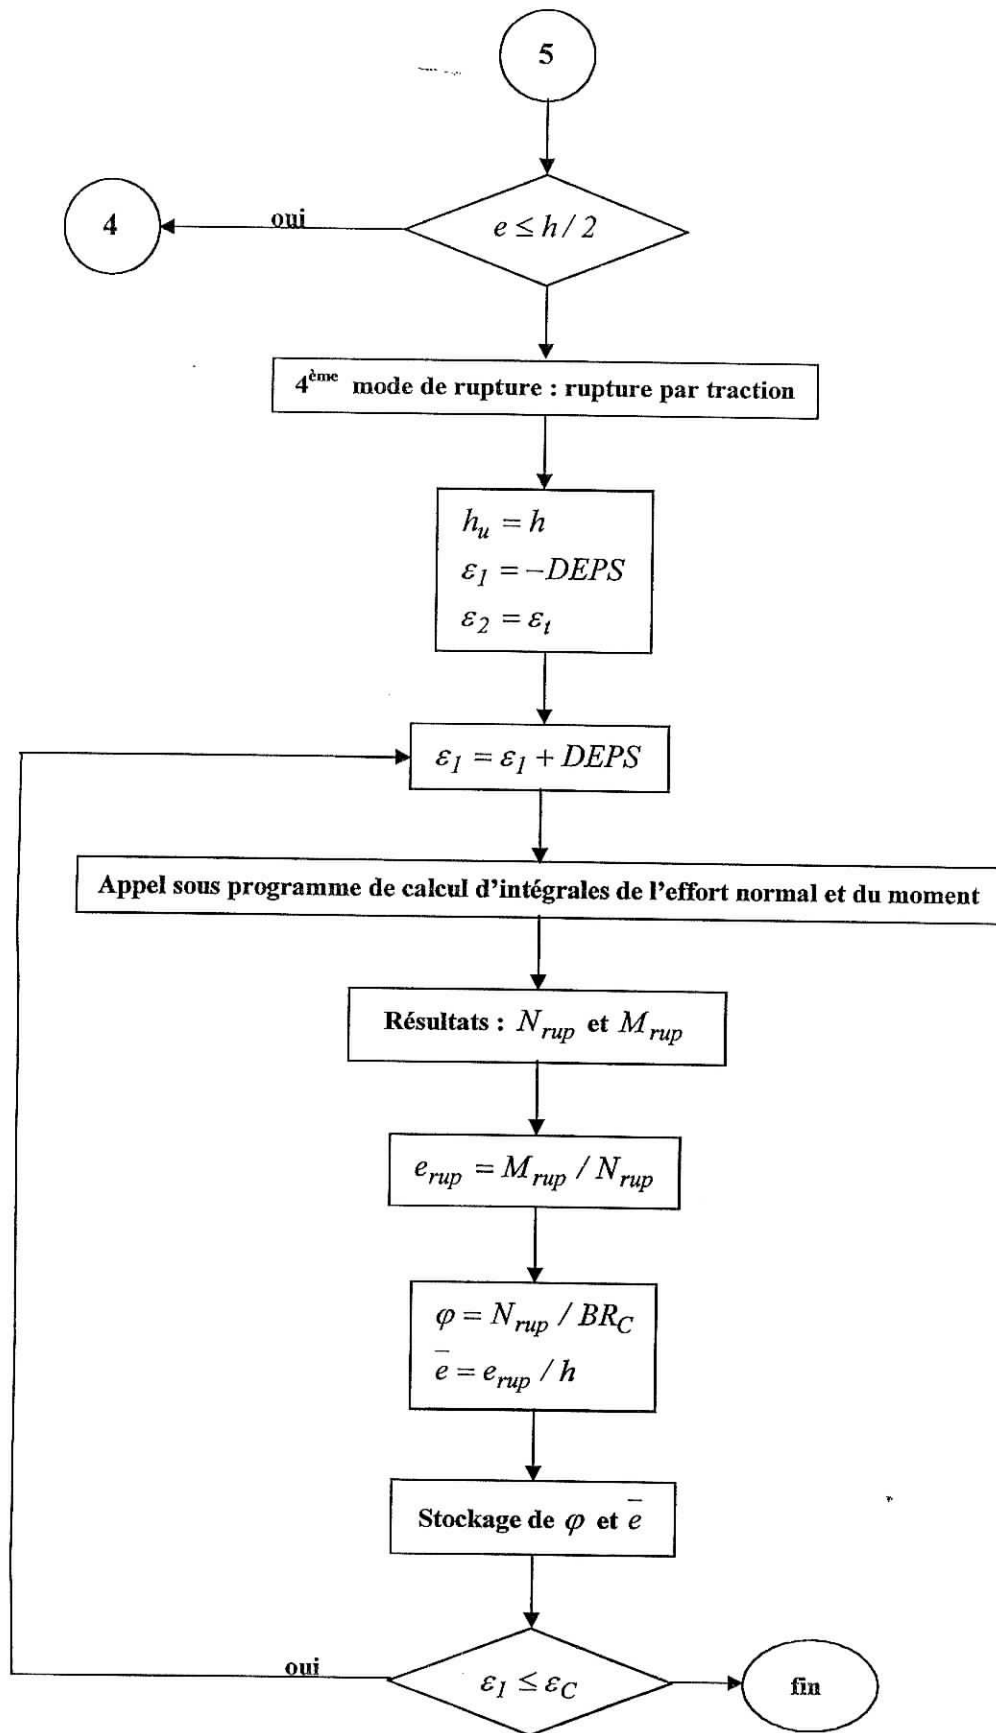 5
4
oui
e ≤ h / 2
4ème mode de rupture : rupture par traction
h_u = h
ε_1 = −DEPS
ε_2 = ε_t
ε_1 = ε_1 + DEPS
Appel sous programme de calcul d'intégrales de l'effort normal et du moment
Résultats : N_rup et M_rup
e_rup = M_rup / N_rup
φ = N_rup / BR_C
e̅ = e_rup / h
Stockage de φ et e̅
oui
ε_1 ≤ ε_C
fin